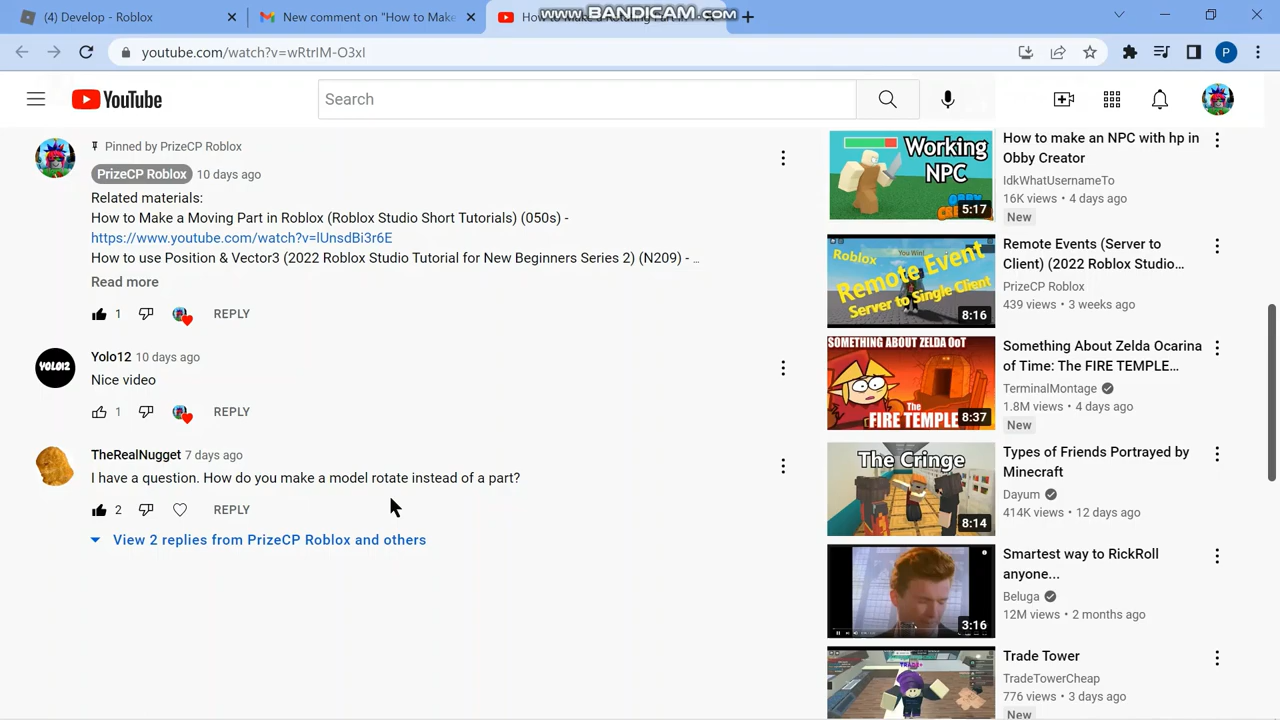 (4) Develop - Roblox
New comment on "How to Make
www.BANDICAM.com
youtube.com/watch?v=wRtrlM-O3xI
P
YouTube
Search
Pinned by PrizeCP Roblox
PrizeCP Roblox 10 days ago
Related materials:
How to Make a Moving Part in Roblox (Roblox Studio Short Tutorials) (050s) -
https://www.youtube.com/watch?v=lUnsdBi3r6E
How to use Position & Vector3 (2022 Roblox Studio Tutorial for New Beginners Series 2) (N209) - ...
Read more
1 REPLY
YOLO12
Yolo12 10 days ago
Nice video
1 REPLY
TheRealNugget 7 days ago
I have a question. How do you make a model rotate instead of a part?
2 REPLY
View 2 replies from PrizeCP Roblox and others
Working
NPC
OBBY
5:17
How to make an NPC with hp in
Obby Creator
IdkWhatUsernameTo
16K views • 4 days ago
New
Roblox
You Win!
Remote Event
Server to Single Client
8:16
Remote Events (Server to
Client) (2022 Roblox Studio...
PrizeCP Roblox
439 views • 3 weeks ago
SOMETHING ABOUT ZELDA OoT
The
FIRE TEMPLE
8:37
Something About Zelda Ocarina
of Time: The FIRE TEMPLE...
TerminalMontage
1.8M views • 4 days ago
New
The Cringe
8:14
Types of Friends Portrayed by
Minecraft
Dayum
414K views • 12 days ago
3:16
Smartest way to RickRoll
anyone...
Beluga
12M views • 2 months ago
Trade Tower
TradeTowerCheap
776 views • 3 days ago
New